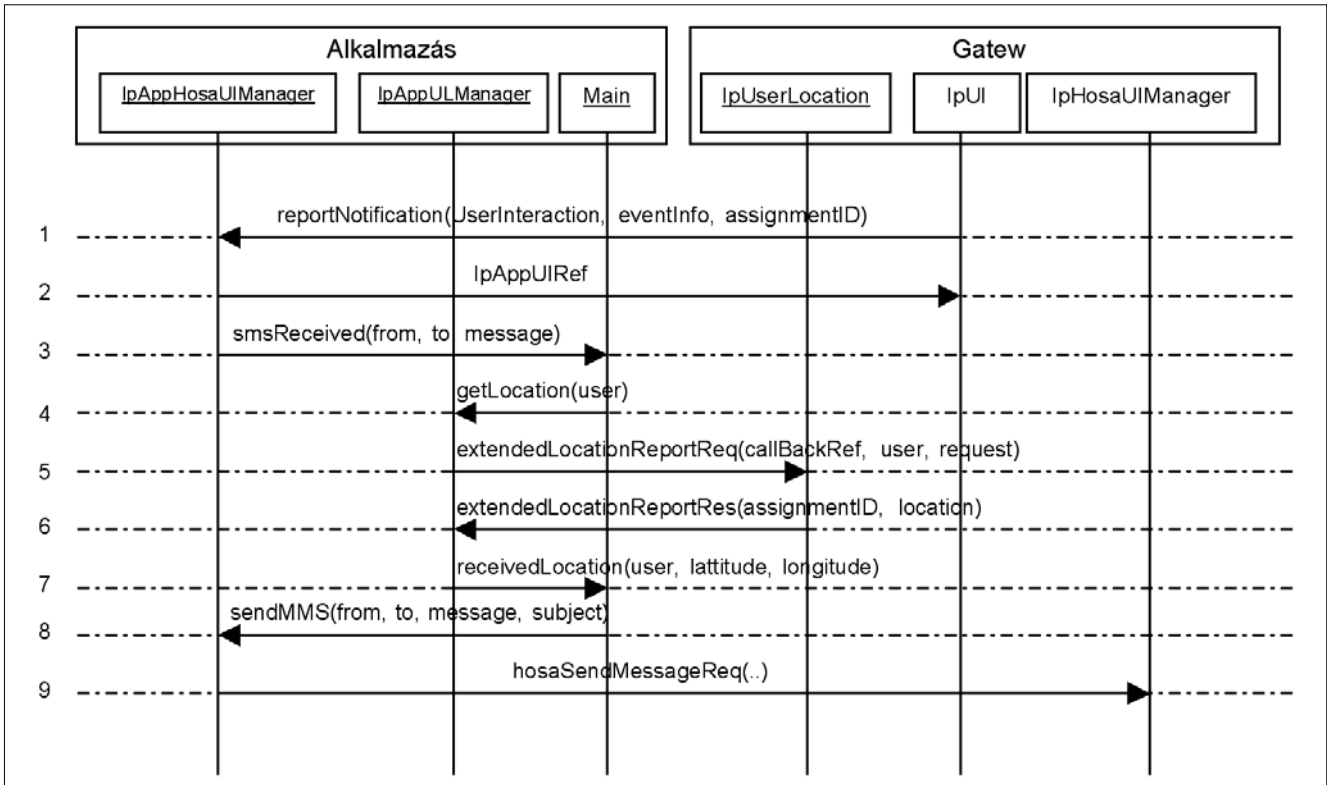 Alkalmazás
Gatew
IpAppHosaUIManager
IpAppULManager
Main
IpUserLocation
IpUI
IpHosaUIManager
reportNotification(UserInteraction, eventInfo, assignmentID)
1
IpAppUIRef
2
smsReceived(from, to message)
3
getLocation(user)
4
extendedLocationReportReq(callBackRef, user, request)
5
extendedLocationReportRes(assignmentID, location)
6
receivedLocation(user, lattitude, longitude)
7
sendMMS(from, to, message, subject)
8
hosaSendMessageReq(..)
9